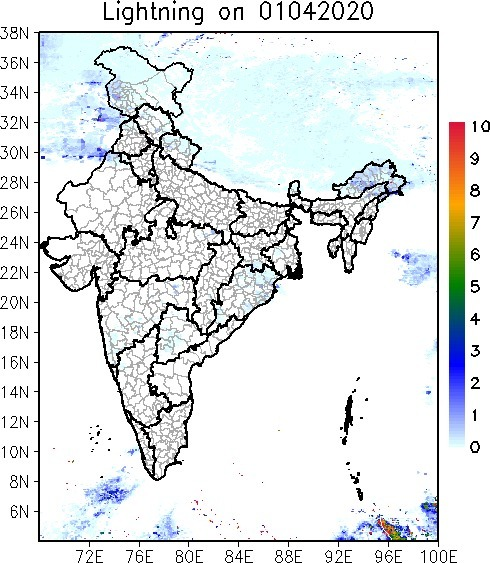 Lightning on 01042020
38N
36N
34N
32N
30N
28N
26N
24N
22N
20N
18N
16N
14N
12N
10N
8N
6N
72E 76E 80E 84E 88E 92E 96E 100E
10
9
8
7
6
5
4
3
2
1
0